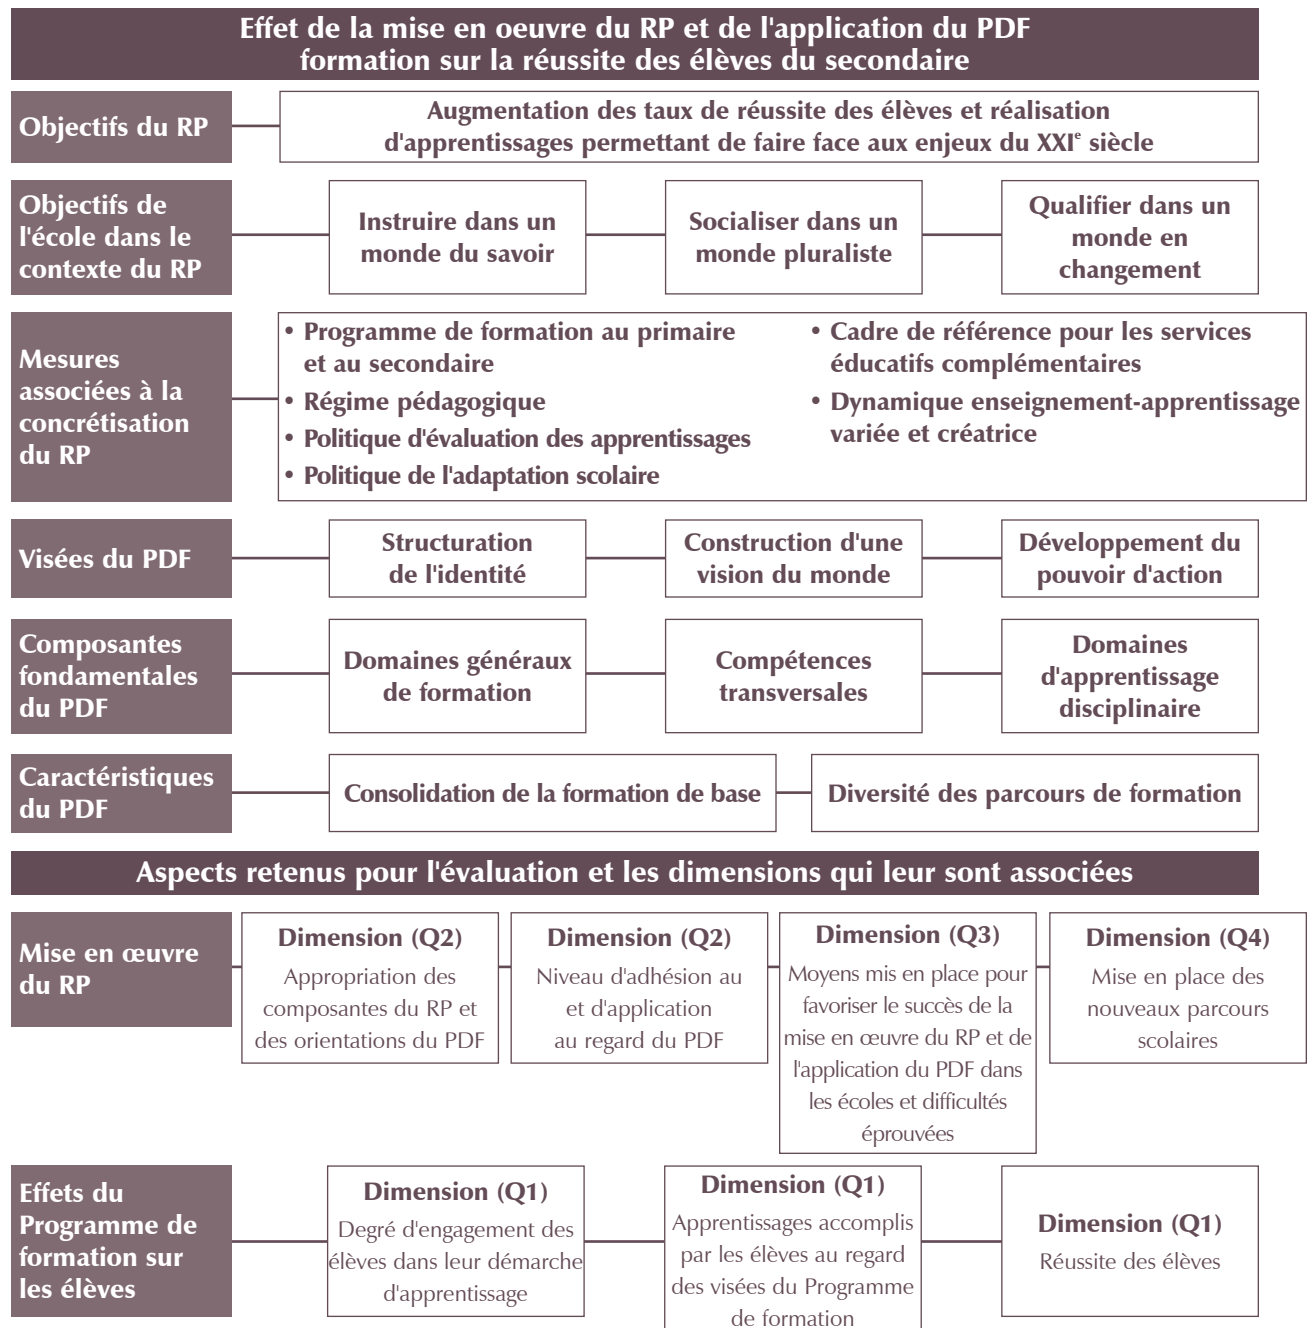 Effet de la mise en oeuvre du RP et de l'application du PDF
formation sur la réussite des élèves du secondaire
Objectifs du RP
Augmentation des taux de réussite des élèves et réalisation
d'apprentissages permettant de faire face aux enjeux du XXIe siècle
Objectifs de
l'école dans le
contexte du RP
Instruire dans un
monde du savoir
Socialiser dans un
monde pluraliste
Qualifier dans un
monde en
changement
Mesures
associées à la
concrétisation
du RP
• Programme de formation au primaire
et au secondaire
• Régime pédagogique
• Politique d'évaluation des apprentissages
• Politique de l'adaptation scolaire
• Cadre de référence pour les services
éducatifs complémentaires
• Dynamique enseignement-apprentissage
variée et créatrice
Visées du PDF
Structuration
de l'identité
Construction d'une
vision du monde
Développement du
pouvoir d'action
Composantes
fondamentales
du PDF
Domaines généraux
de formation
Compétences
transversales
Domaines
d'apprentissage
disciplinaire
Caractéristiques
du PDF
Consolidation de la formation de base
Diversité des parcours de formation
Aspects retenus pour l'évaluation et les dimensions qui leur sont associées
Mise en œuvre
du RP
Dimension (Q2)
Appropriation des
composantes du RP et
des orientations du PDF
Dimension (Q2)
Niveau d'adhésion au
et d'application
au regard du PDF
Dimension (Q3)
Moyens mis en place pour
favoriser le succès de la
mise en œuvre du RP et de
l'application du PDF dans
les écoles et difficultés
éprouvées
Dimension (Q4)
Mise en place des
nouveaux parcours
scolaires
Effets du
Programme de
formation sur
les élèves
Dimension (Q1)
Degré d'engagement des
élèves dans leur démarche
d'apprentissage
Dimension (Q1)
Apprentissages accomplis
par les élèves au regard
des visées du Programme
de formation
Dimension (Q1)
Réussite des élèves